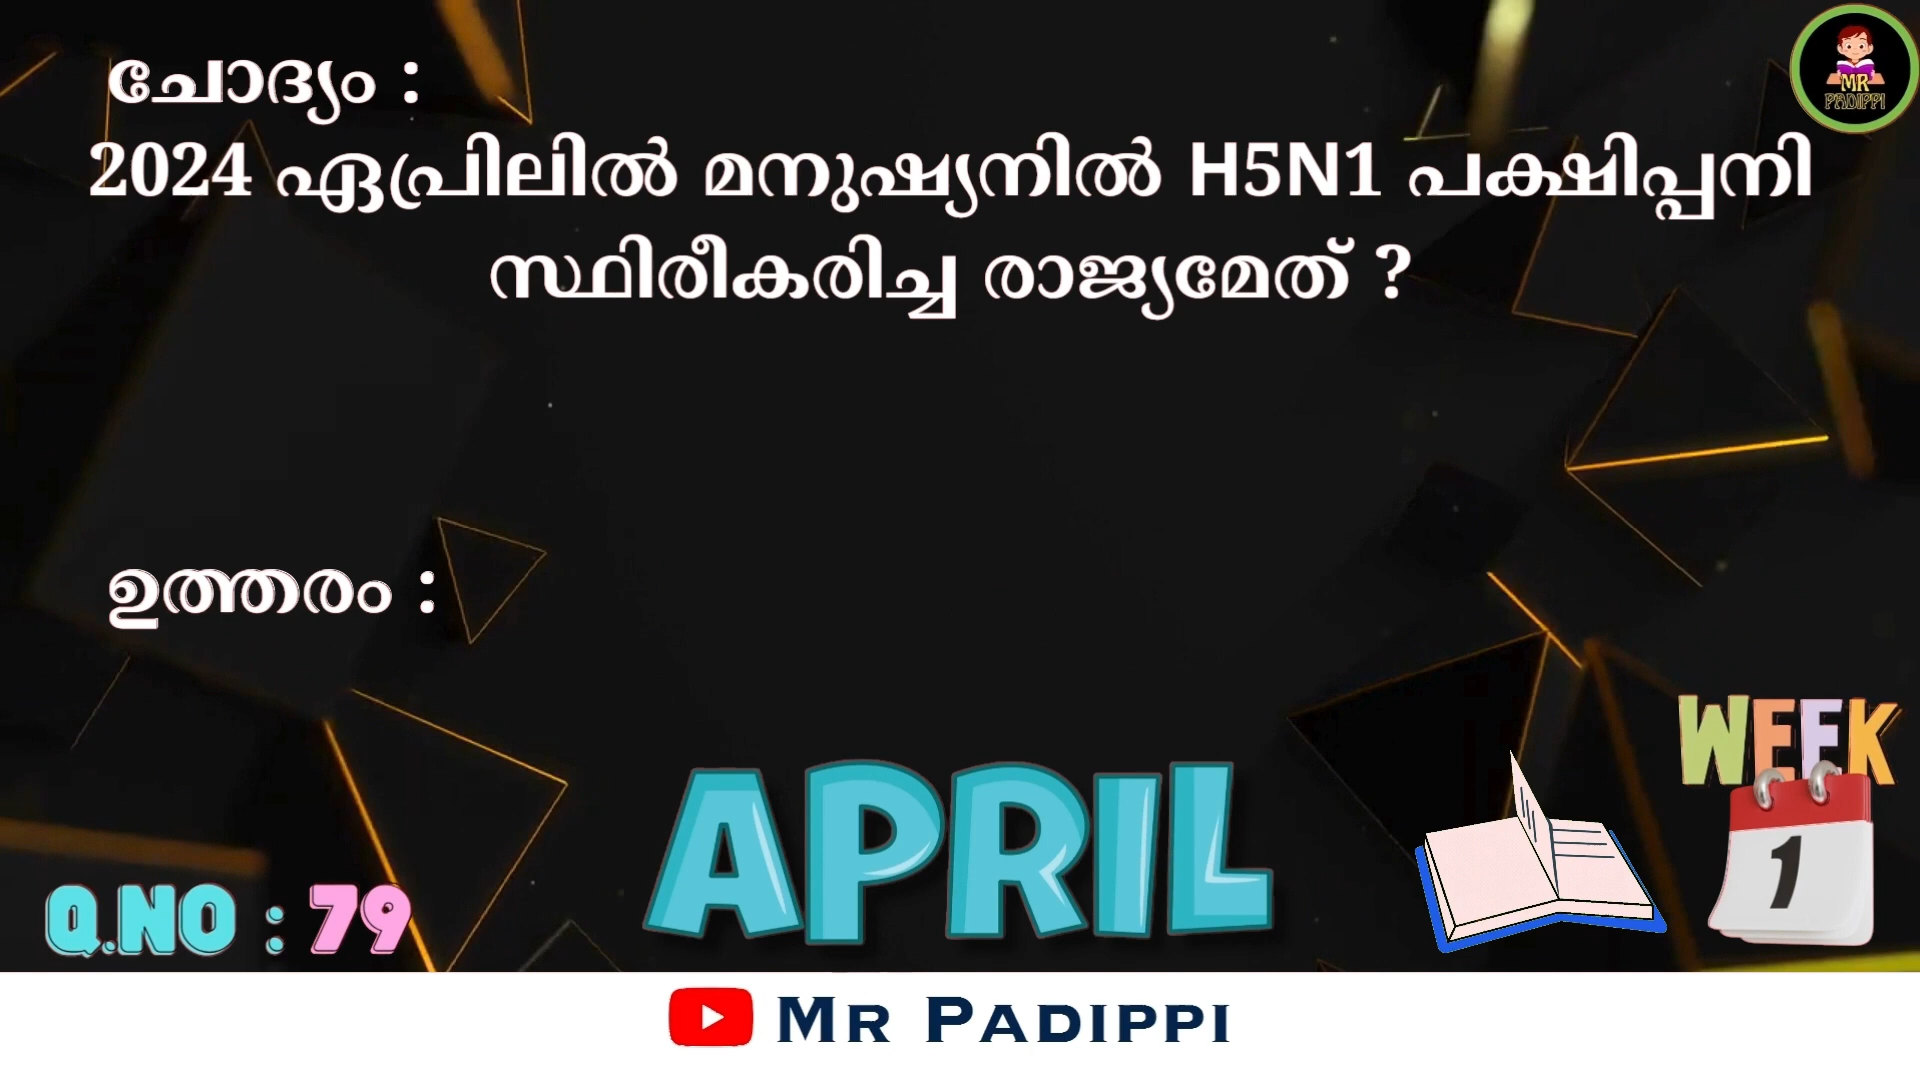 ചോദ്യം :
MR
PADIPPI
2024 ഏപ്രിലിൽ മനുഷ്യനിൽ H5N1 പക്ഷിപ്പനി
സ്ഥിരീകരിച്ച രാജ്യമേത് ?
ഉത്തരം :
WEEK
1
APRIL
Q.NO : 79
MR PADIPPI